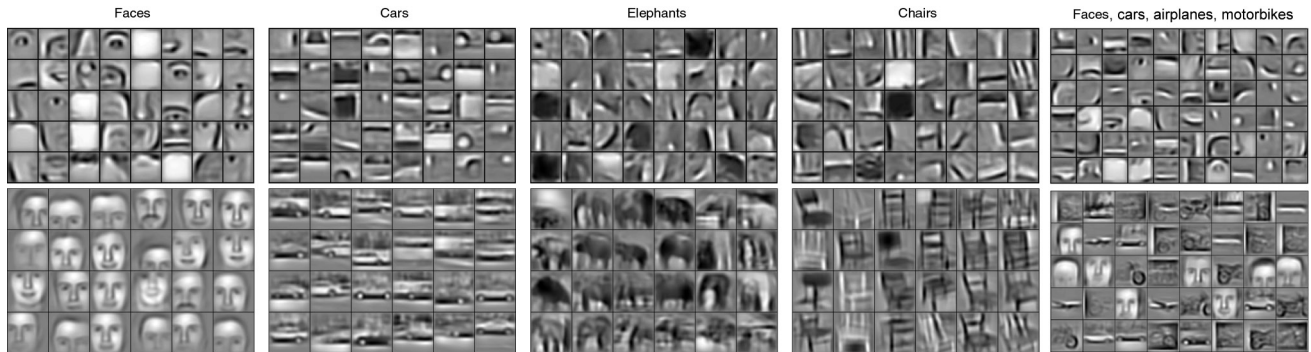 Faces
Cars
Elephants
Chairs
Faces, cars, airplanes, motorbikes